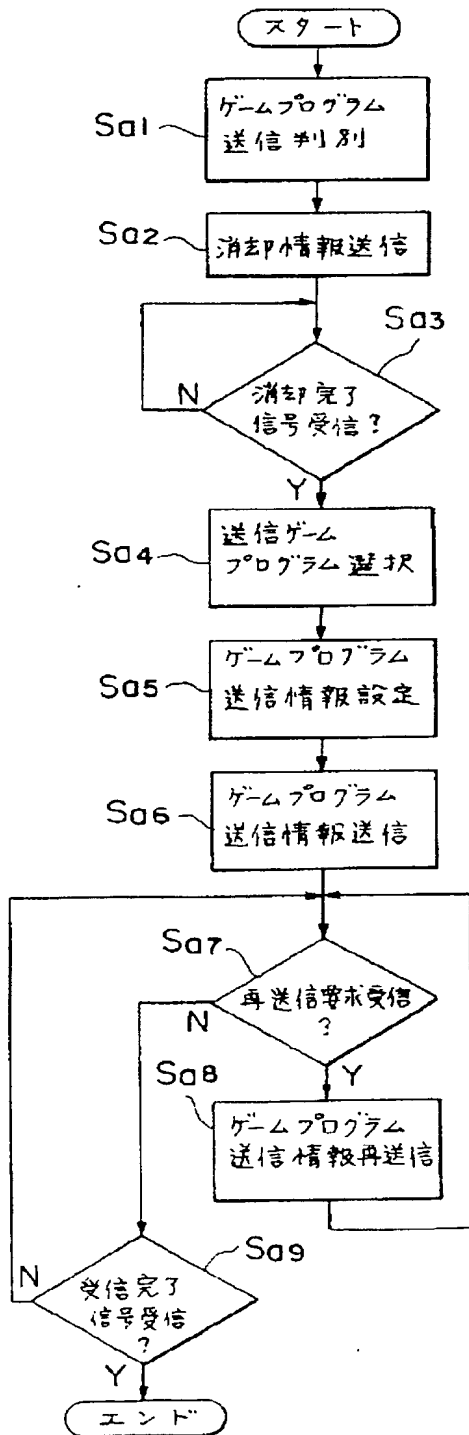 スタート
Sa1
ゲームプログラム
送信判別
Sa2
消却情報送信
Sa3
消却完了
信号受信?
N
Y
Sa4
送信ゲーム
プログラム選択
Sa5
ゲームプログラム
送信情報設定
Sa6
ゲームプログラム
送信情報送信
Sa7
再送信要求受信
?
N
Y
Sa8
ゲームプログラム
送信情報再送信
Sa9
受信完了
信号受信
?
N
Y
エンド